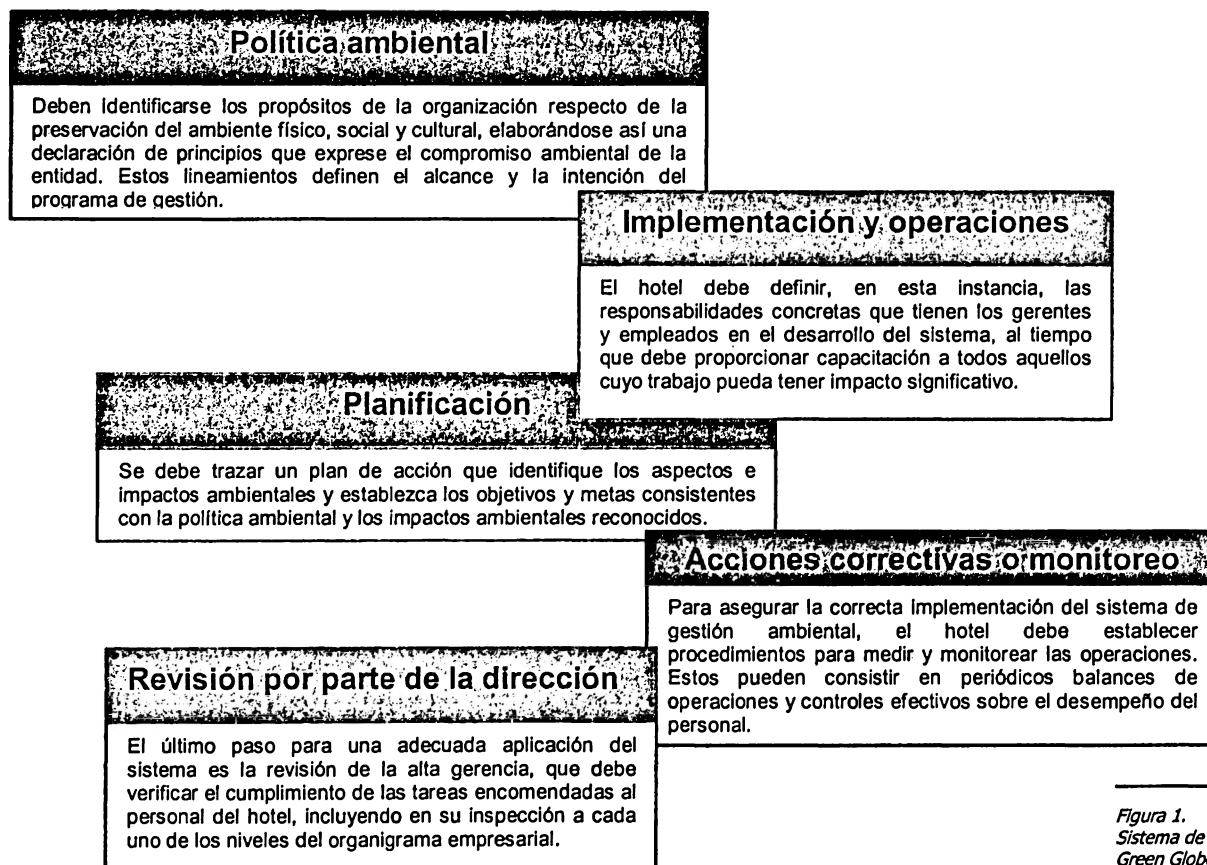 Política ambiental
Deben identificarse los propósitos de la organización respecto de la
preservación del ambiente físico, social y cultural, elaborándose así una
declaración de principios que exprese el compromiso ambiental de la
entidad. Estos lineamientos definen el alcance y la intención del
programa de gestión.
Implementación y operaciones
El hotel debe definir, en esta instancia, las
responsabilidades concretas que tienen los gerentes
y empleados en el desarrollo del sistema, al tiempo
que debe proporcionar capacitación a todos aquellos
cuyo trabajo pueda tener impacto significativo.
Planificación
Se debe trazar un plan de acción que identifique los aspectos e
impactos ambientales y establezca los objetivos y metas consistentes
con la política ambiental y los impactos ambientales reconocidos.
Acciones correctivas o monitoreo
Para asegurar la correcta implementación del sistema de
gestión ambiental, el hotel debe establecer
procedimientos para medir y monitorear las operaciones.
Estos pueden consistir en periódicos balances de
operaciones y controles efectivos sobre el desempeño del
personal.
Revisión por parte de la dirección
El último paso para una adecuada aplicación del
sistema es la revisión de la alta gerencia, que debe
verificar el cumplimiento de las tareas encomendadas al
personal del hotel, incluyendo en su inspección a cada
uno de los niveles del organigrama empresarial.
Figura 1.
Sistema de
Green Globe